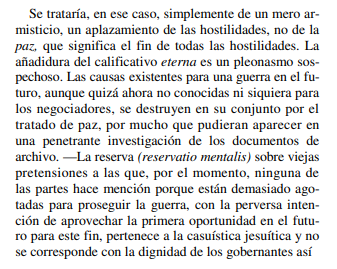 Se trataría, en ese caso, simplemente de un mero ar-
misticio, un aplazamiento de las hostilidades, no de la
paz, que significa el fin de todas las hostilidades. La
añadidura del calificativo eterna es un pleonasmo sos-
pechoso. Las causas existentes para una guerra en el fu-
turo, aunque quizá ahora no conocidas ni siquiera para
los negociadores, se destruyen en su conjunto por el
tratado de paz, por mucho que pudieran aparecer en
una penetrante investigación de los documentos de
archivo. —La reserva (reservatio mentalis) sobre viejas
pretensiones a las que, por el momento, ninguna de
las partes hace mención porque están demasiado ago-
tadas para proseguir la guerra, con la perversa inten-
ción de aprovechar la primera oportunidad en el futu-
ro para este fin, pertenece a la casuística jesuítica y no
se corresponde con la dignidad de los gobernantes así